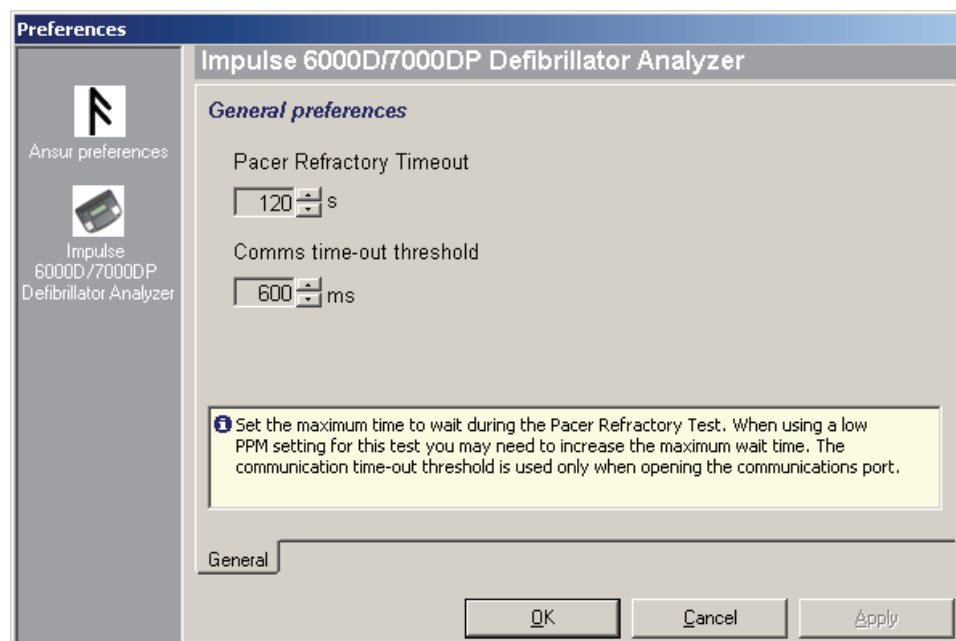 Preferences
Ansur preferences
Impulse
6000D/7000DP
Defibrillator Analyzer
Impulse 6000D/7000DP Defibrillator Analyzer
General preferences
Pacer Refractory Timeout
120 s
Comms time-out threshold
600 ms
Set the maximum time to wait during the Pacer Refractory Test. When using a low
PPM setting for this test you may need to increase the maximum wait time. The
communication time-out threshold is used only when opening the communications port.
General
OK
Cancel
Apply